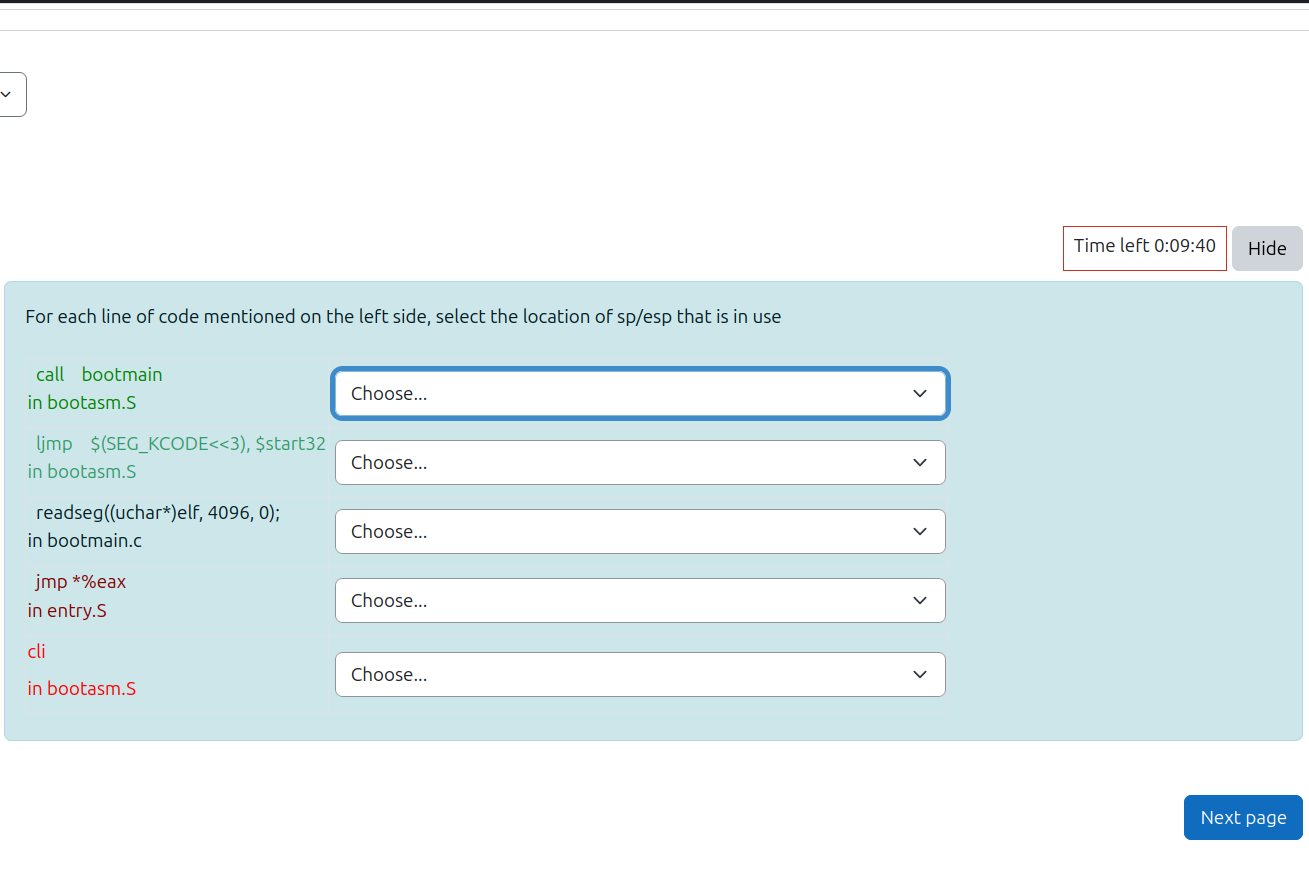 Time left 0:09:40
Hide
For each line of code mentioned on the left side, select the location of sp/esp that is in use
call bootmain
in bootasm.S
Choose...
ljmp $(SEG_KCODE<<3), $start32
in bootasm.S
Choose...
readseg((uchar*)elf, 4096, 0);
in bootmain.c
Choose...
jmp *%eax
in entry.S
Choose...
cli
in bootasm.S
Choose...
Next page